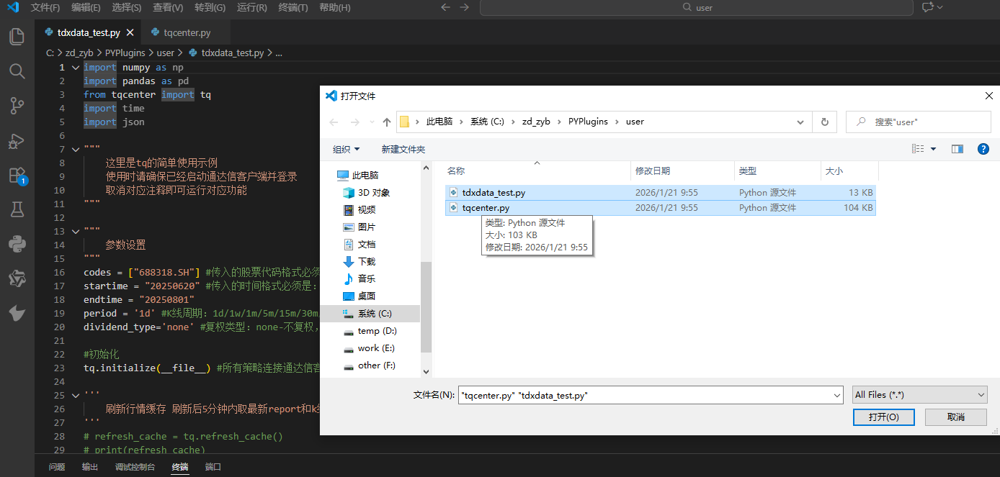 文件(F) 编辑(E) 选择(S) 查看(V) 转到(G) 运行(R) 终端(T) 帮助(H) user
tdxdata_test.py tqcenter.py
C: > zd_zyb > PYPlugins > user > tdxdata_test.py > ...
1 import numpy as np
2 import pandas as pd
3 from tqcenter import tq
4 import time
5 import json
6
7 """
8 这里是tq的简单使用示例
9 使用时请确保已经启动通达信客户端并登录
10 取消对应注释即可运行对应功能
11 """
12
13 """
14 参数设置
15 """
16 codes = ["688318.SH"] #传入的股票代码格式必须
17 startime = "20250620" #传入的时间格式必须是:
18 endtime = "20250801"
19 period = '1d' #K线周期: 1d/1w/1m/5m/15m/30m
20 dividend_type='none' #复权类型: none-不复权,
21
22 #初始化
23 tq.initialize(__file__) #所有策略连接通达信客
24
25 '''
26 刷新行情缓存 刷新后5分钟内取最新report和k
27 '''
28 # refresh_cache = tq.refresh_cache()
29 # print(refresh_cache)
1
问题 输出 调试控制台 终端 端口
打开文件
此电脑 > 系统 (C:) > zd_zyb > PYPlugins > user
搜索"user"
组织 新建文件夹
此电脑
3D 对象
视频
图片
文档
下载
音乐
桌面
系统 (C:)
temp (D:)
work (E:)
other (F:)
名称 修改日期 类型 大小
tdxdata_test.py 2026/1/21 9:55 Python 源文件 13 KB
tqcenter.py 2026/1/21 9:55 Python 源文件 104 KB
类型: Python 源文件
大小: 103 KB
修改日期: 2026/1/21 9:55
文件名(N): "tqcenter.py" "tdxdata_test.py" All Files (*.*)
打开(O) 取消